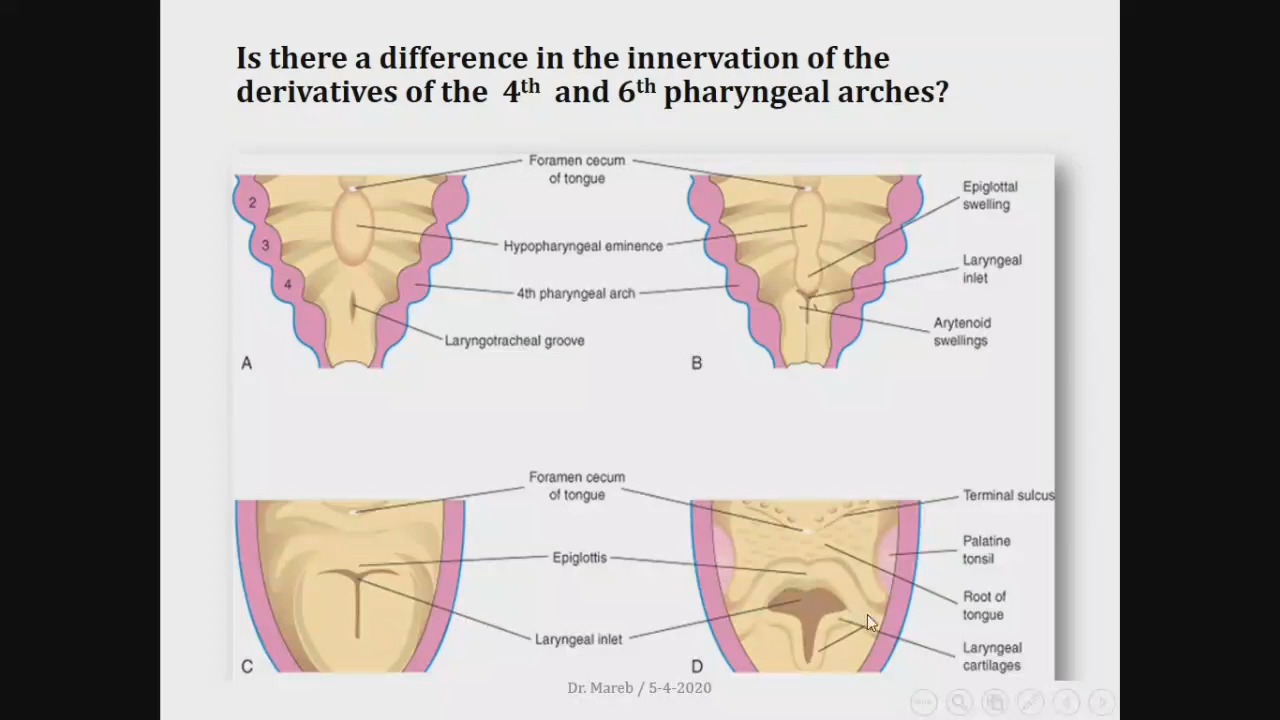 Is there a difference in the innervation of the
derivatives of the 4th and 6th pharyngeal arches?
Foramen cecum
of tongue
2
3
4
Hypopharyngeal eminence
4th pharyngeal arch
Laryngotracheal groove
A
Epiglottal
swelling
Laryngeal
inlet
Arytenoid
swellings
B
Foramen cecum
of tongue
Epiglottis
Laryngeal inlet
C
Terminal sulcus
Palatine
tonsil
Root of
tongue
Laryngeal
cartilages
D
Dr. Mareb / 5-4-2020